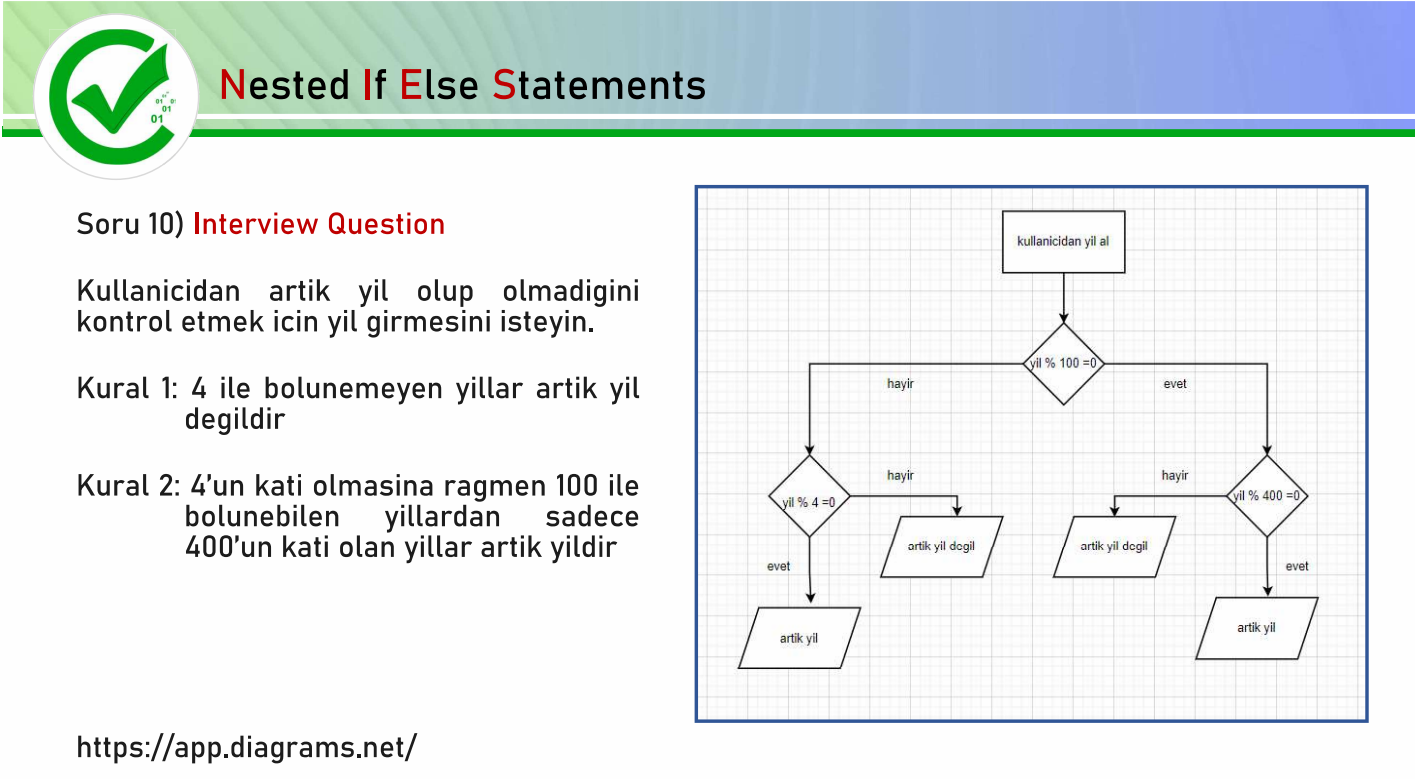 01 01
01
01
Nested If Else Statements
Soru 10) Interview Question
Kullanicidan artik yil olup olmadigini
kontrol etmek icin yil girmesini isteyin.
Kural 1: 4 ile bolunemeyen yillar artik yil
degildir
Kural 2: 4'un kati olmasina ragmen 100 ile
bolunebilen yillardan sadece
400'un kati olan yillar artik yildir
https://app.diagrams.net/
kullanicidan yil al
yil % 100 =0
hayir
evet
yil % 4 =0
hayir
hayir
yil % 400 =0
artik yil degil
artik yil degil
evet
evet
artik yil
artik yil